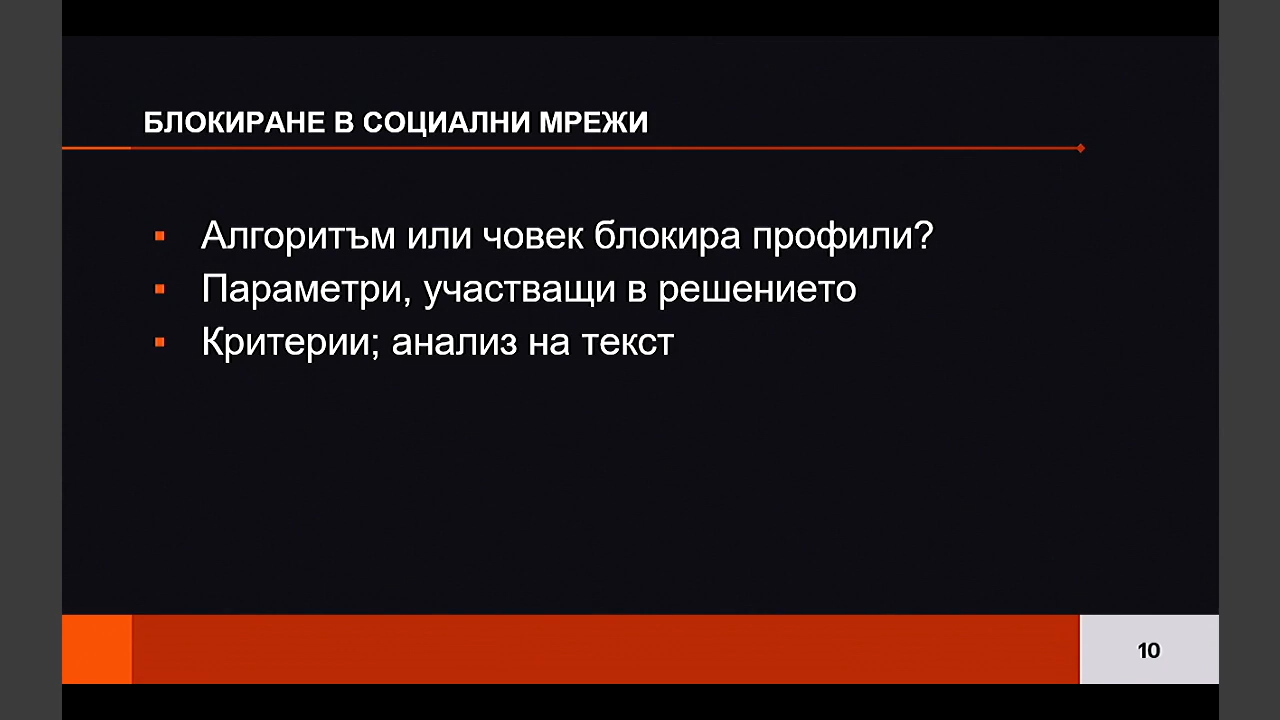 БЛОКИРАНЕ В СОЦИАЛНИ МРЕЖИ
Алгоритъм или човек блокира профили?
Параметри, участващи в решението
Критерии; анализ на текст
10